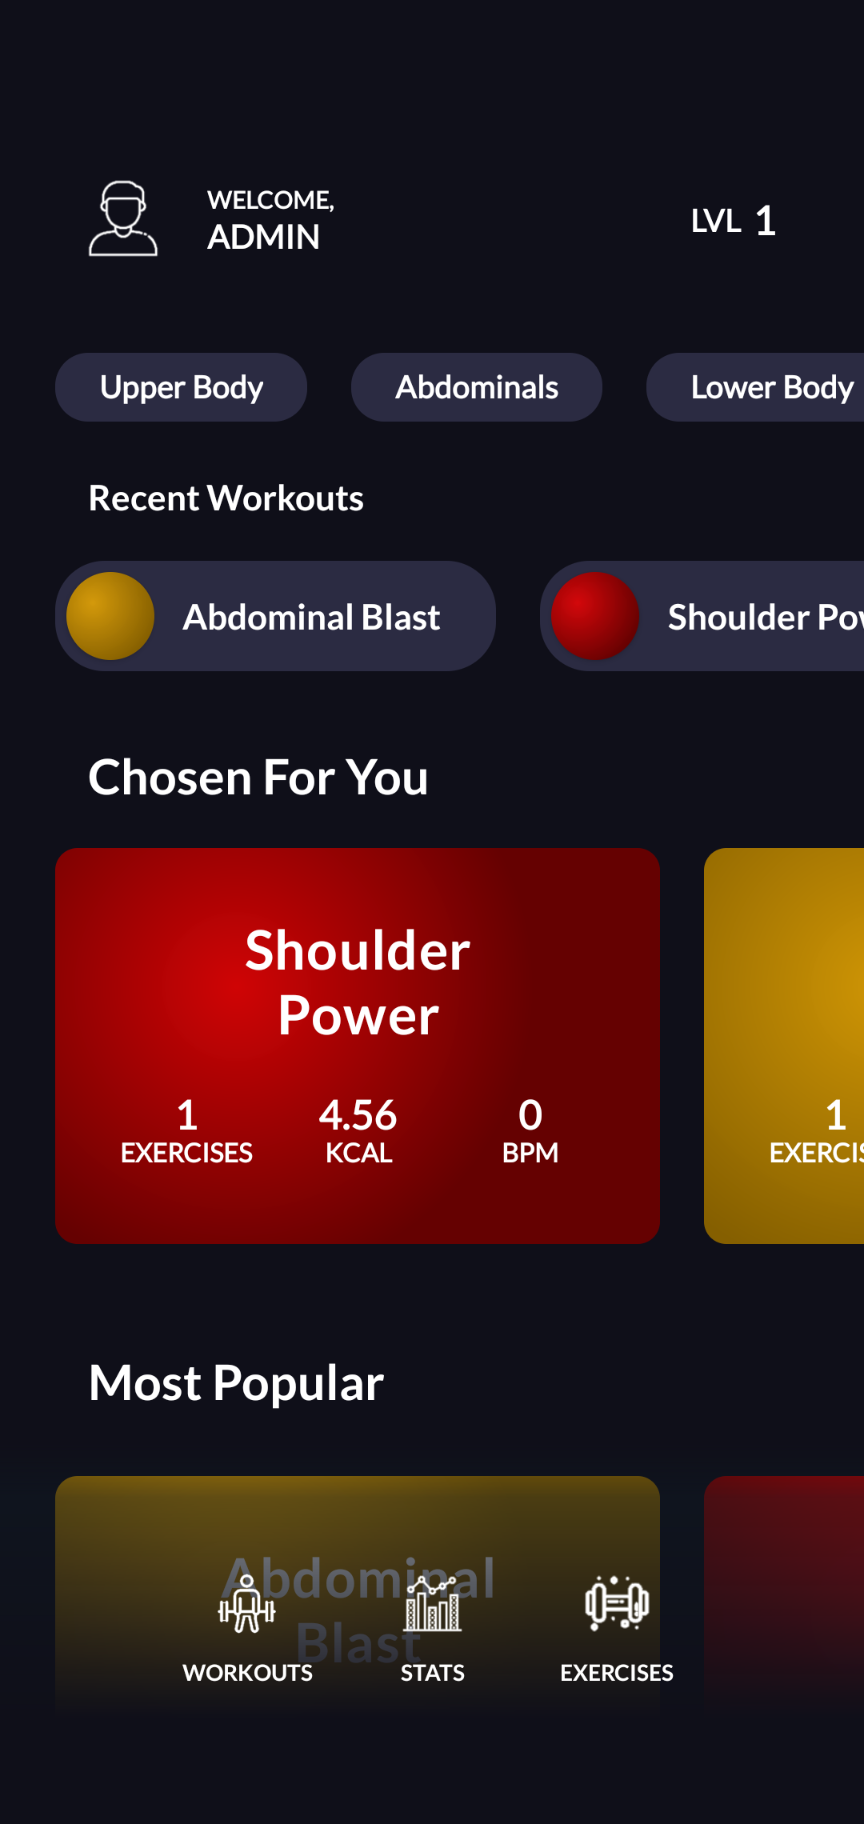 WELCOME,
ADMIN
LVL 1
Upper Body
Abdominals
Lower Body
Recent Workouts
Abdominal Blast
Shoulder Pow
Chosen For You
Shoulder
Power
1
EXERCISES
4.56
KCAL
0
BPM
1
EXERCIS
Most Popular
Abdominal
Blast
WORKOUTS
STATS
EXERCISES